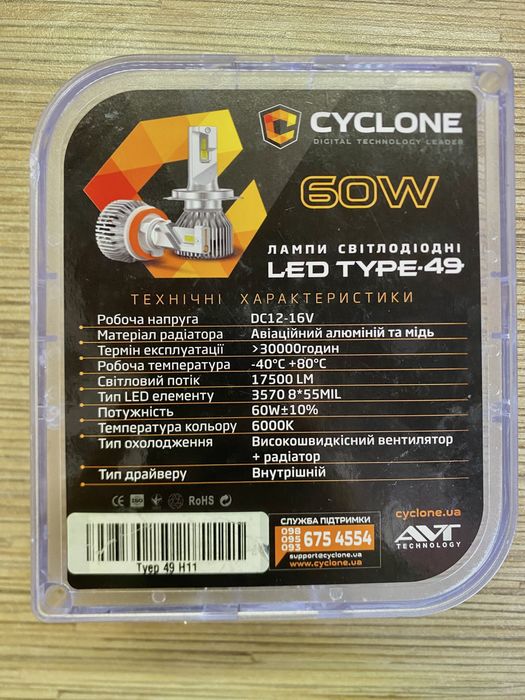 CYCLONE
DIGITAL TECHNOLOGY LEADER
60W
ЛАМПИ СВІТЛОДІОДНІ
LED TYPE-49
ТЕХНІЧНІ ХАРАКТЕРИСТИКИ
Робоча напруга DC12-16V
Матеріал радіатора Авіаційний алюміній та мідь
Термін експлуатації >30000годин
Робоча температура -40°C +80°C
Світловий потік 17500 LM
Тип LED елементу 3570 8*55MIL
Потужність 60W±10%
Температура кольору 6000K
Тип охолодження Високошвидкісний вентилятор
+ радіатор
Тип драйверу Внутрішній
CE ISO RoHS
Tyep 49 H11
СЛУЖБА ПІДТРИМКИ
098
095
093
675 4554
support@cyclone.ua
www.cyclone.ua
cyclone.ua
AVT
TECHNOLOGY